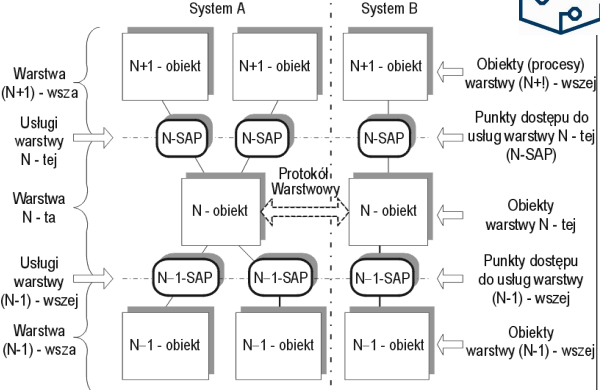 System A
System B
Warstwa
(N+1) - wsza
N+1 - obiekt
N+1 - obiekt
N+1 - obiekt
Obiekty (procesy)
warstwy (N+!) - wszej
Usługi
warstwy
N - tej
N-SAP
N-SAP
N-SAP
Punkty dostępu do
usług warstwy N - tej
(N-SAP)
Protokół
Warstwowy
Warstwa
N - ta
N - obiekt
N - obiekt
Obiekty
warstwy N - tej
Usługi
warstwy
(N-1) - wszej
N–1-SAP
N–1-SAP
N–1-SAP
Punkty dostępu
do usług warstwy
(N-1) - wszej
Warstwa
(N-1) - wsza
N–1 - obiekt
N–1 - obiekt
N–1 - obiekt
Obiekty
warstwy (N-1) - wszej